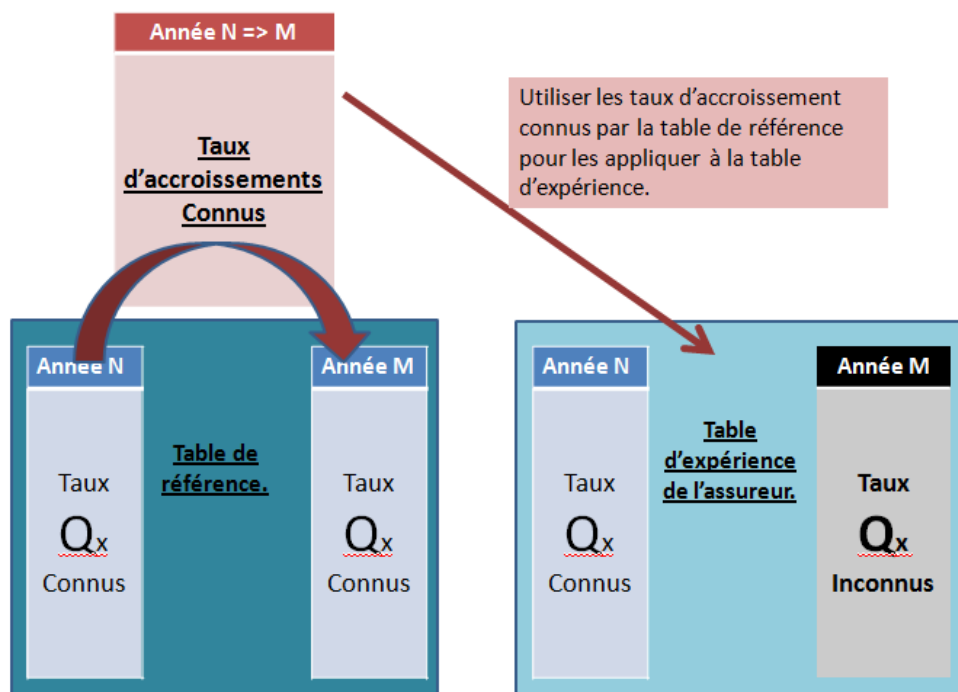 Année N => M
Taux
d'accroissements
Connus
Utiliser les taux d'accroissement
connus par la table de référence
pour les appliquer à la table
d'expérience.
Année N
Taux
Qx
Connus
Table de
référence.
Année M
Taux
Qx
Connus
Année N
Taux
Qx
Connus
Table
d'expérience
de l'assureur.
Année M
Taux
Qx
Inconnus